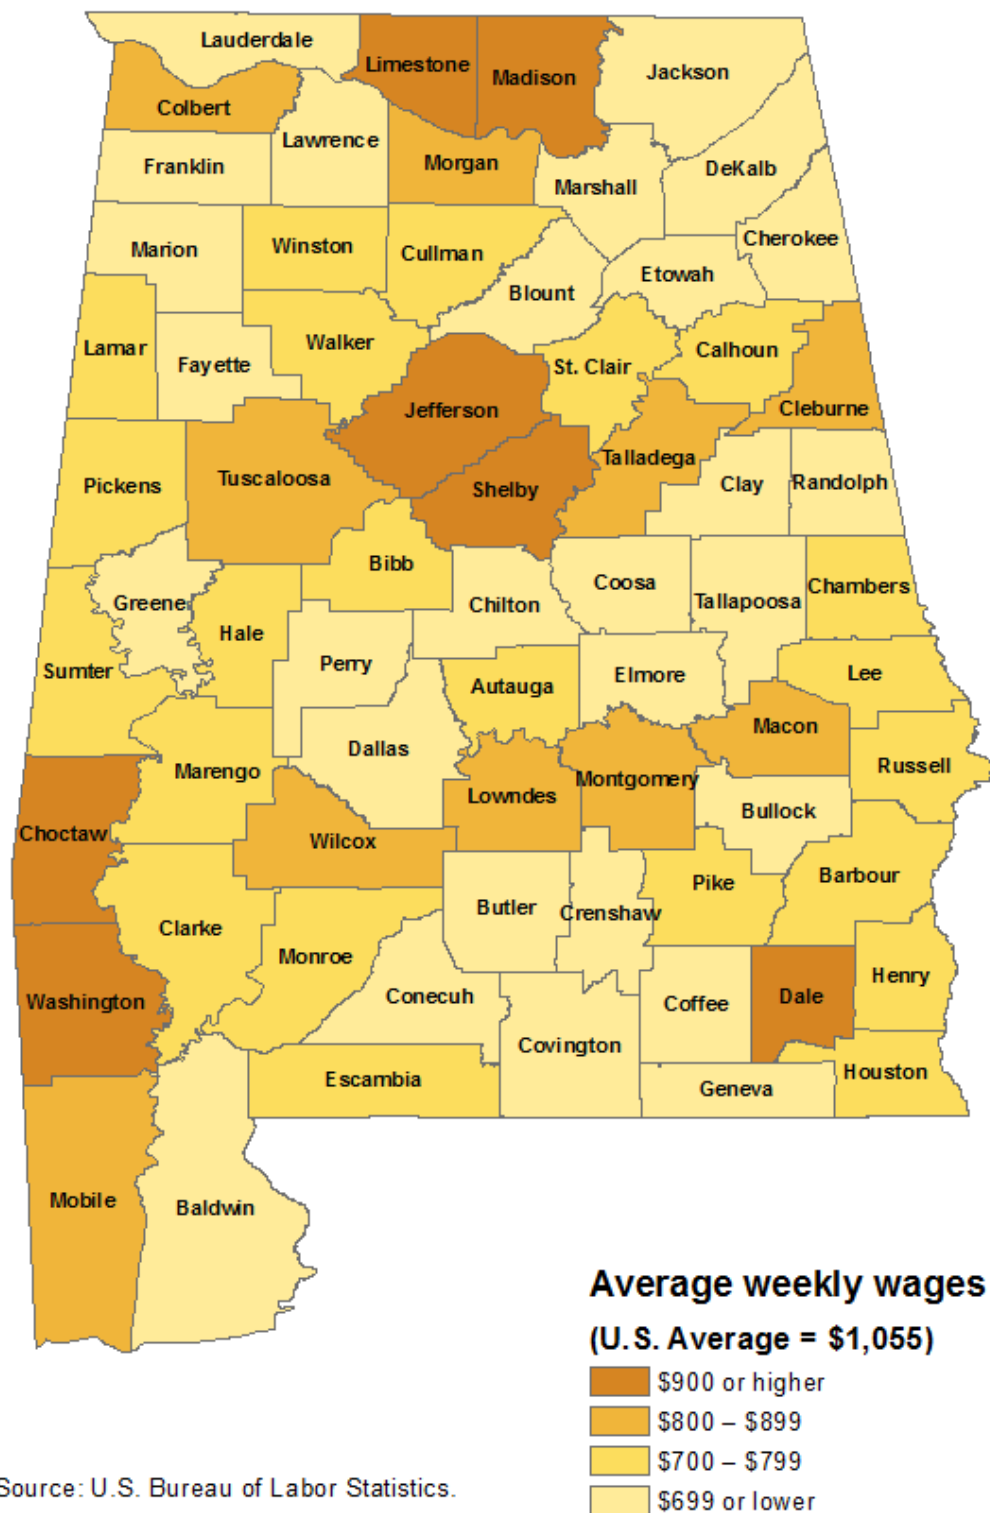 Lauderdale
Limestone
Madison
Jackson
Colbert
Lawrence
Franklin
Morgan
DeKalb
Marshall
Marion
Winston
Cullman
Cherokee
Etowah
Blount
Lamar
Fayette
Walker
St. Clair
Calhoun
Jefferson
Cleburne
Talladega
Pickens
Tuscaloosa
Shelby
Clay
Randolph
Bibb
Coosa
Chambers
Greene
Chilton
Tallapoosa
Hale
Sumter
Perry
Autauga
Elmore
Lee
Macon
Dallas
Marengo
Montgomery
Russell
Lowndes
Bullock
Choctaw
Wilcox
Pike
Barbour
Clarke
Butler
Crenshaw
Monroe
Henry
Washington
Conecuh
Coffee
Dale
Covington
Escambia
Houston
Geneva
Mobile
Baldwin
Average weekly wages
(U.S. Average = $1,055)
$900 or higher
$800 – $899
$700 – $799
$699 or lower
Source: U.S. Bureau of Labor Statistics.